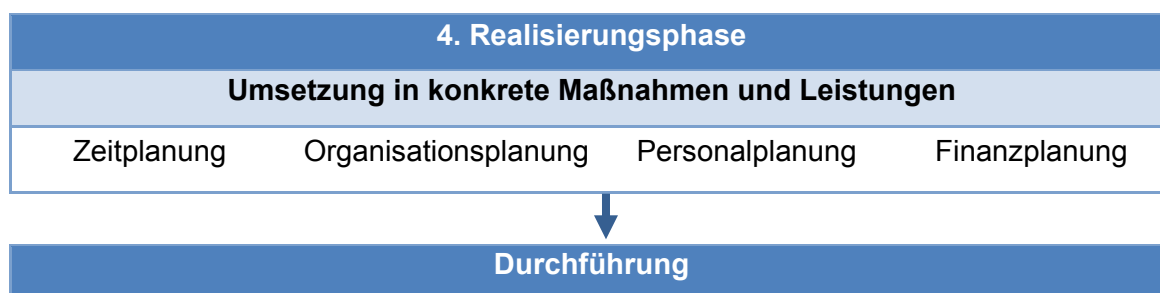 4. Realisierungsphase
Umsetzung in konkrete Maßnahmen und Leistungen
Zeitplanung Organisationsplanung Personalplanung Finanzplanung
Durchführung